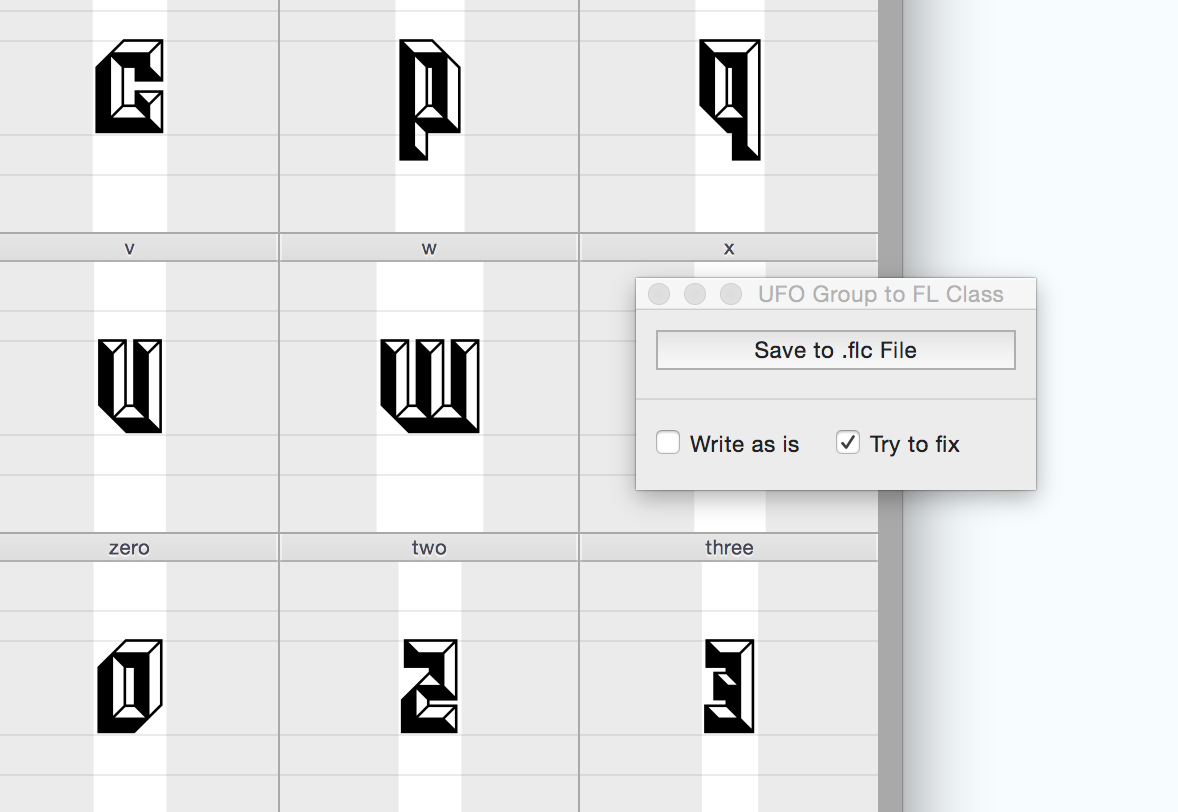 c p q
v w x
UFO Group to FL Class
Save to .flc File
v w
Write as is Try to fix
zero two three
0 2 3